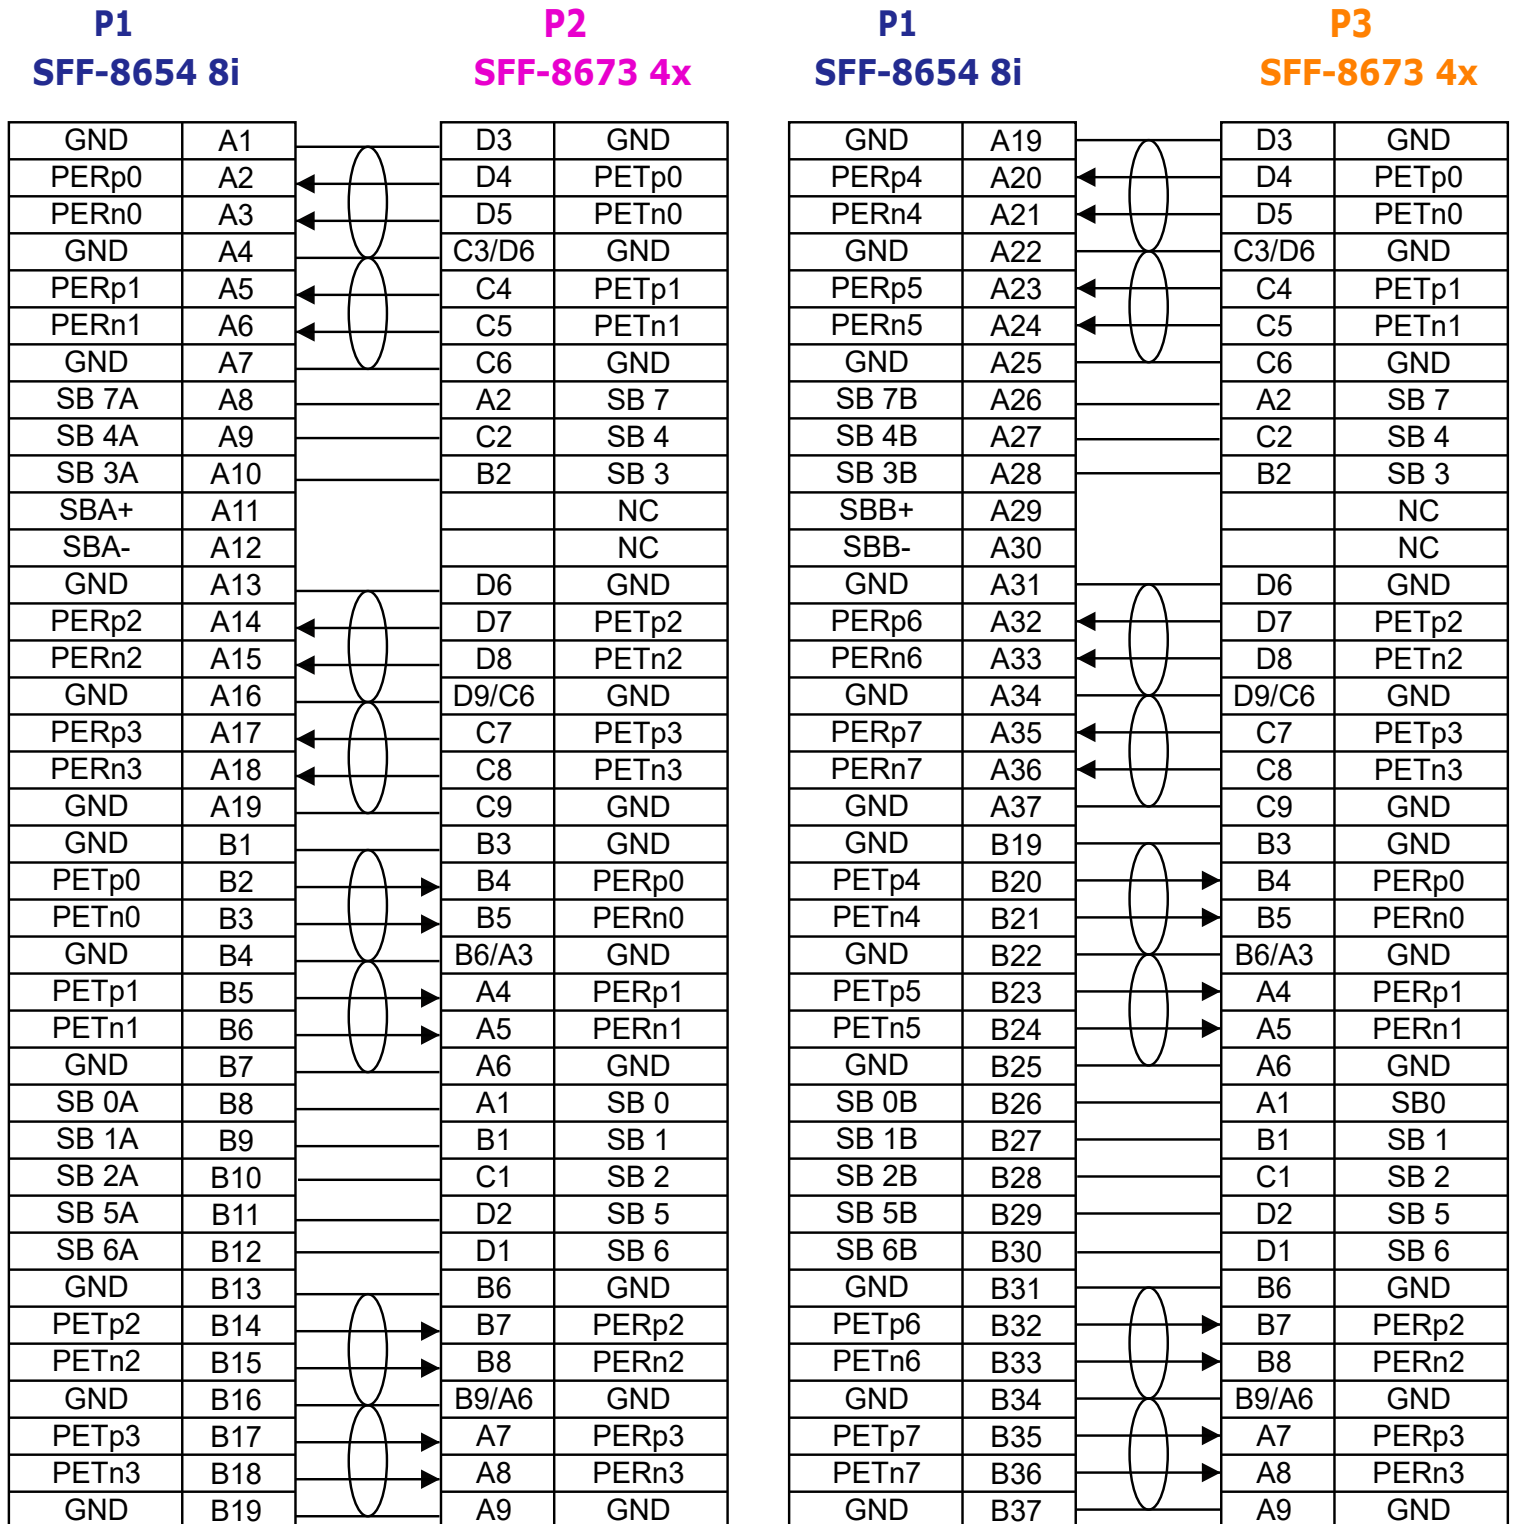 P1 P2 P1 P3
SFF-8654 8i SFF-8673 4x SFF-8654 8i SFF-8673 4x
GND A1 D3 GND GND A19 D3 GND
PERp0 A2 D4 PETp0 PERp4 A20 D4 PETp0
PERn0 A3 D5 PETn0 PERn4 A21 D5 PETn0
GND A4 C3/D6 GND GND A22 C3/D6 GND
PERp1 A5 C4 PETp1 PERp5 A23 C4 PETp1
PERn1 A6 C5 PETn1 PERn5 A24 C5 PETn1
GND A7 C6 GND GND A25 C6 GND
SB 7A A8 A2 SB 7 SB 7B A26 A2 SB 7
SB 4A A9 C2 SB 4 SB 4B A27 C2 SB 4
SB 3A A10 B2 SB 3 SB 3B A28 B2 SB 3
SBA+ A11 NC SBB+ A29 NC
SBA- A12 NC SBB- A30 NC
GND A13 D6 GND GND A31 D6 GND
PERp2 A14 D7 PETp2 PERp6 A32 D7 PETp2
PERn2 A15 D8 PETn2 PERn6 A33 D8 PETn2
GND A16 D9/C6 GND GND A34 D9/C6 GND
PERp3 A17 C7 PETp3 PERp7 A35 C7 PETp3
PERn3 A18 C8 PETn3 PERn7 A36 C8 PETn3
GND A19 C9 GND GND A37 C9 GND
GND B1 B3 GND GND B19 B3 GND
PETp0 B2 B4 PERp0 PETp4 B20 B4 PERp0
PETn0 B3 B5 PERn0 PETn4 B21 B5 PERn0
GND B4 B6/A3 GND GND B22 B6/A3 GND
PETp1 B5 A4 PERp1 PETp5 B23 A4 PERp1
PETn1 B6 A5 PERn1 PETn5 B24 A5 PERn1
GND B7 A6 GND GND B25 A6 GND
SB 0A B8 A1 SB 0 SB 0B B26 A1 SB0
SB 1A B9 B1 SB 1 SB 1B B27 B1 SB 1
SB 2A B10 C1 SB 2 SB 2B B28 C1 SB 2
SB 5A B11 D2 SB 5 SB 5B B29 D2 SB 5
SB 6A B12 D1 SB 6 SB 6B B30 D1 SB 6
GND B13 B6 GND GND B31 B6 GND
PETp2 B14 B7 PERp2 PETp6 B32 B7 PERp2
PETn2 B15 B8 PERn2 PETn6 B33 B8 PERn2
GND B16 B9/A6 GND GND B34 B9/A6 GND
PETp3 B17 A7 PERp3 PETp7 B35 A7 PERp3
PETn3 B18 A8 PERn3 PETn7 B36 A8 PERn3
GND B19 A9 GND GND B37 A9 GND